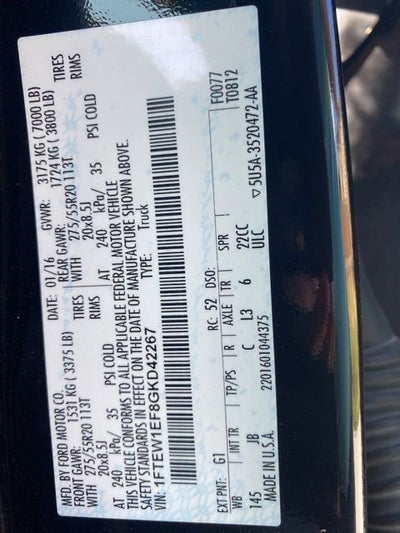 MFD. BY FORD MOTOR CO. DATE: 01/16 GVWR: 3175 KG ( 7000 LB)
FRONT GAWR: 1531 KG ( 3375 LB) REAR GAWR: 1724 KG ( 3800 LB)
WITH 275/55R20 113T TIRES WITH 275/55R20 113T TIRES
20x8.5J RIMS 20x8.5J RIMS
AT 240 kPa/ 35 PSI COLD AT 240 kPa/ 35 PSI COLD
THIS VEHICLE CONFORMS TO ALL APPLICABLE FEDERAL MOTOR VEHICLE
SAFETY STANDARDS IN EFFECT ON THE DATE OF MANUFACTURE SHOWN ABOVE.
VIN: 1FTEW1EF8GKD42267 TYPE: Truck
F0077
T0812
EXT PNT: G1 RC: 52 DSO:
WB INT TR TP/PS R AXLE TR SPR
145 JB C L3 6 22CC
MADE IN U.S.A. ULC
2201601044375 ▽ 5U5A-3520472-AA